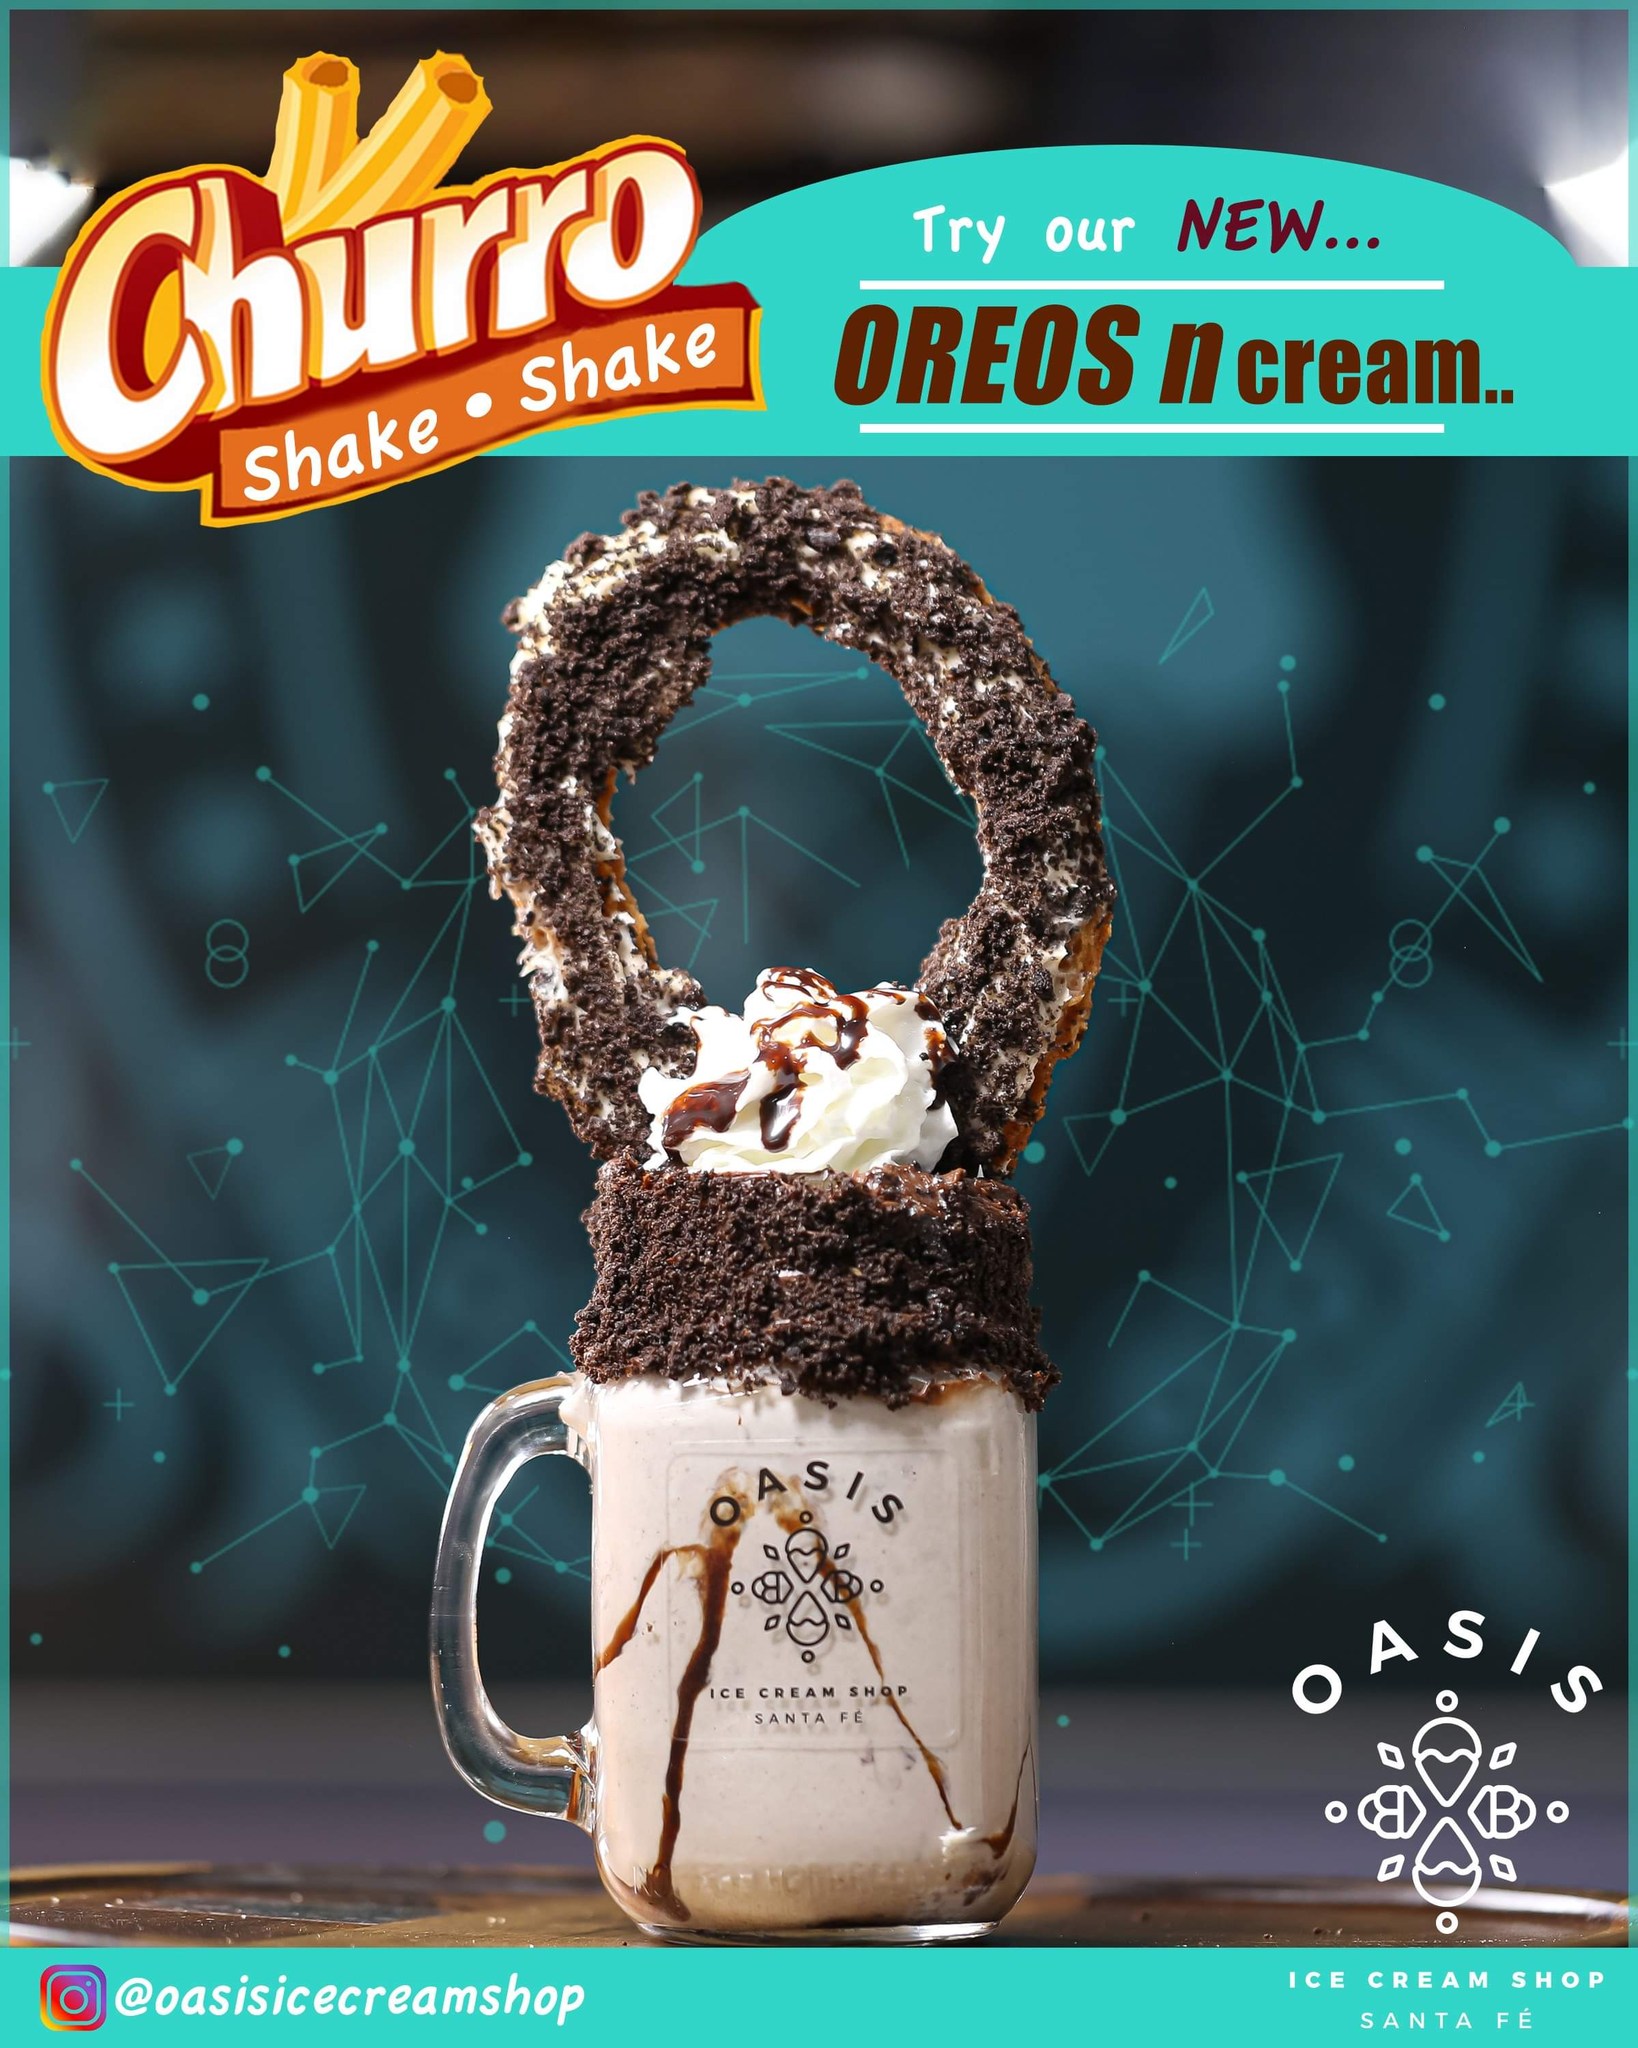 Churro
Shake • Shake
Try our NEW...
OREOS n cream..
OASIS
B B
ICE CREAM SHOP
SANTA FÉ
OASIS
B B
ICE CREAM SHOP
SANTA FÉ
@oasisicecreamshop